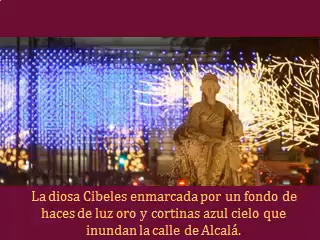 La diosa Cibeles enmarcada por un fondo de
haces de luz oro y cortinas azul cielo que
inundan la calle de Alcalá.